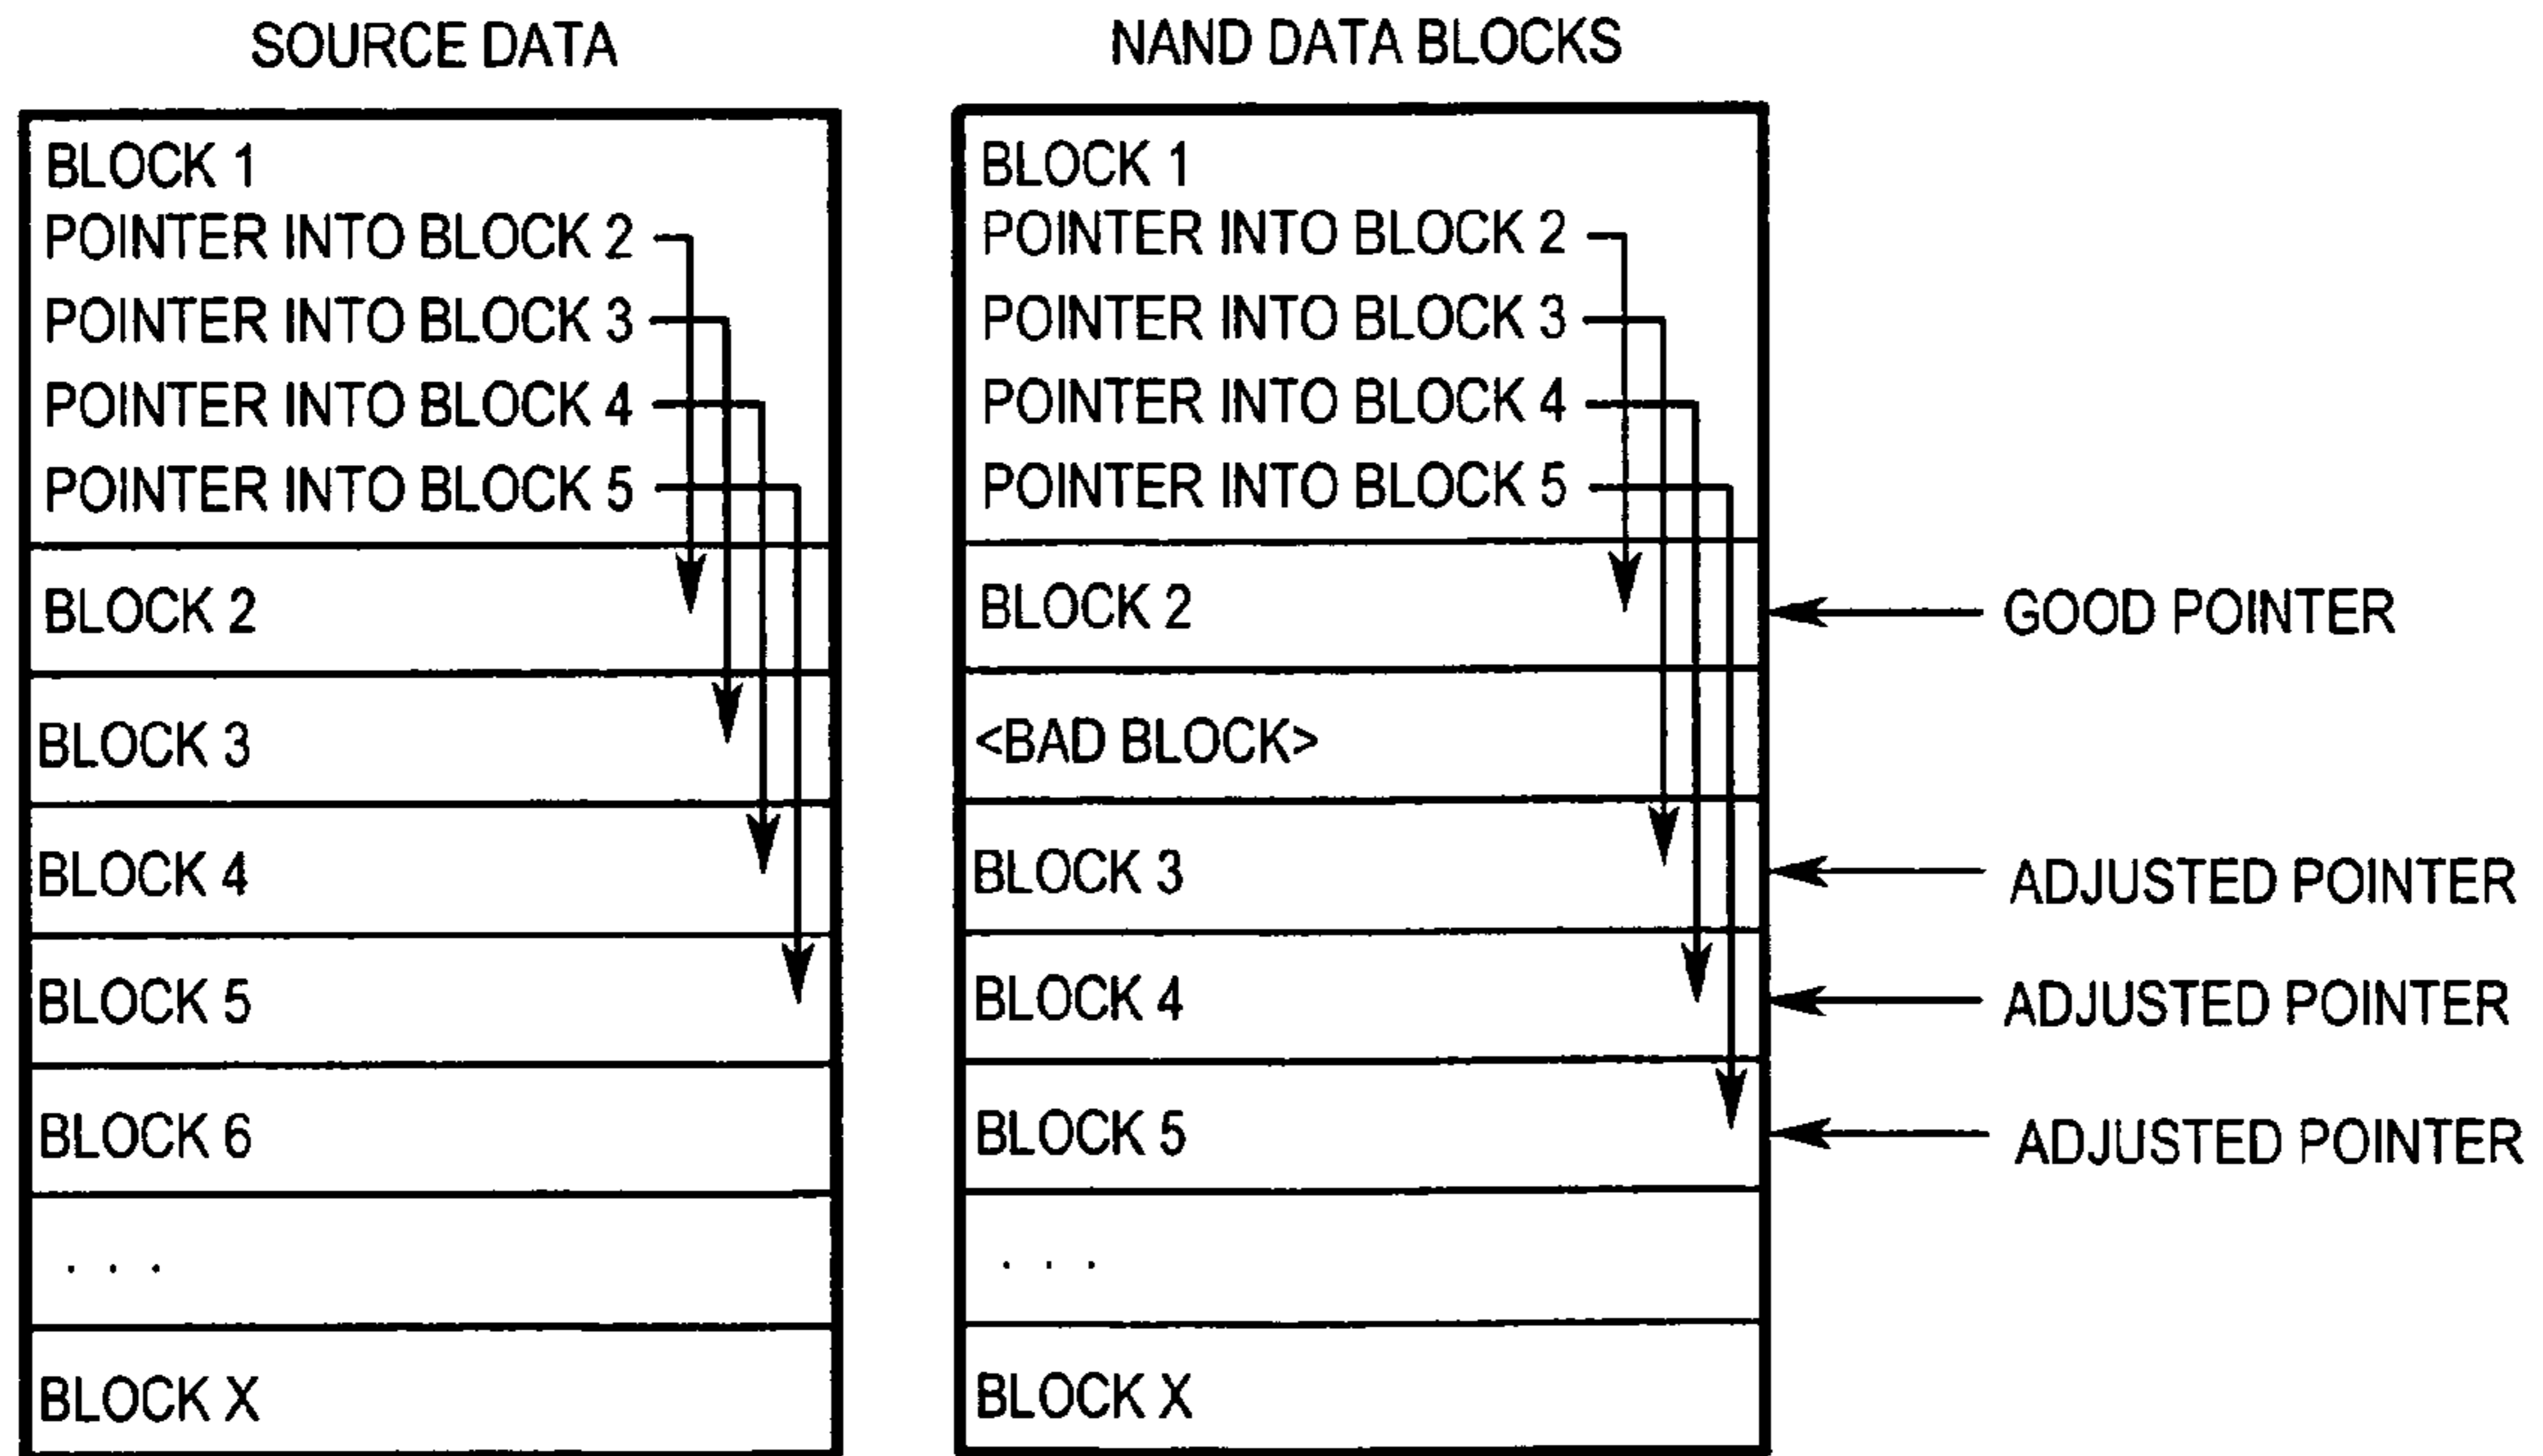 SOURCE DATA
BLOCK 1
POINTER INTO BLOCK 2
POINTER INTO BLOCK 3
POINTER INTO BLOCK 4
POINTER INTO BLOCK 5
BLOCK 2
BLOCK 3
BLOCK 4
BLOCK 5
BLOCK 6
. . .
BLOCK X
NAND DATA BLOCKS
BLOCK 1
POINTER INTO BLOCK 2
POINTER INTO BLOCK 3
POINTER INTO BLOCK 4
POINTER INTO BLOCK 5
BLOCK 2
<BAD BLOCK>
BLOCK 3
BLOCK 4
BLOCK 5
. . .
BLOCK X
GOOD POINTER
ADJUSTED POINTER
ADJUSTED POINTER
ADJUSTED POINTER